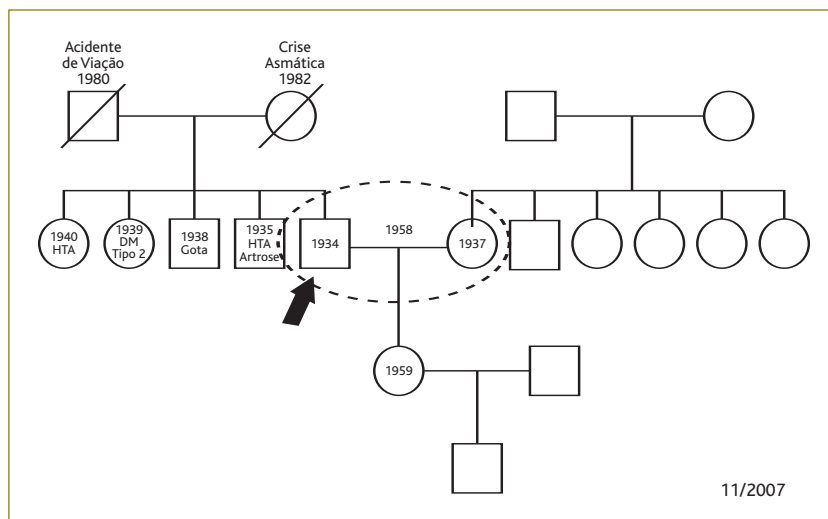 Acidente
de Viação
1980
Crise
Asmática
1982
1940
HTA
1939
DM
Tipo 2
1938
Gota
1935
HTA
Artrose
1934
1958
1937
1959
11/2007